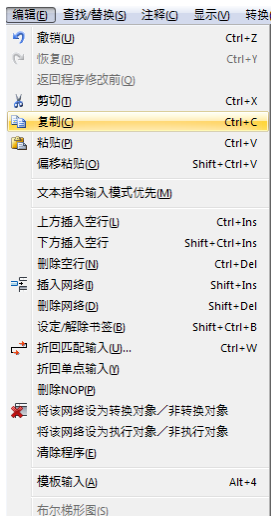 编辑(E) 查找/替换(S) 注释(C) 显示(V) 转换
撤销(U) Ctrl+Z
恢复(R) Ctrl+Y
返回程序修改前(Q)
剪切(T) Ctrl+X
复制(C) Ctrl+C
粘贴(P) Ctrl+V
偏移粘贴(O) Shift+Ctrl+V
文本指令输入模式优先(M)
上方插入空行(L) Ctrl+Ins
下方插入空行 Shift+Ctrl+Ins
删除空行(N) Ctrl+Del
插入网络(I) Shift+Ins
删除网络(D) Shift+Del
设定/解除书签(B) Shift+Ctrl+B
折回匹配输入(U)... Ctrl+W
折回单点输入(Y)
删除NOP(P)
将该网络设为转换对象／非转换对象
将该网络设为执行对象／非执行对象
清除程序(E)
模板输入(A) Alt+4
布尔梯形图(S)